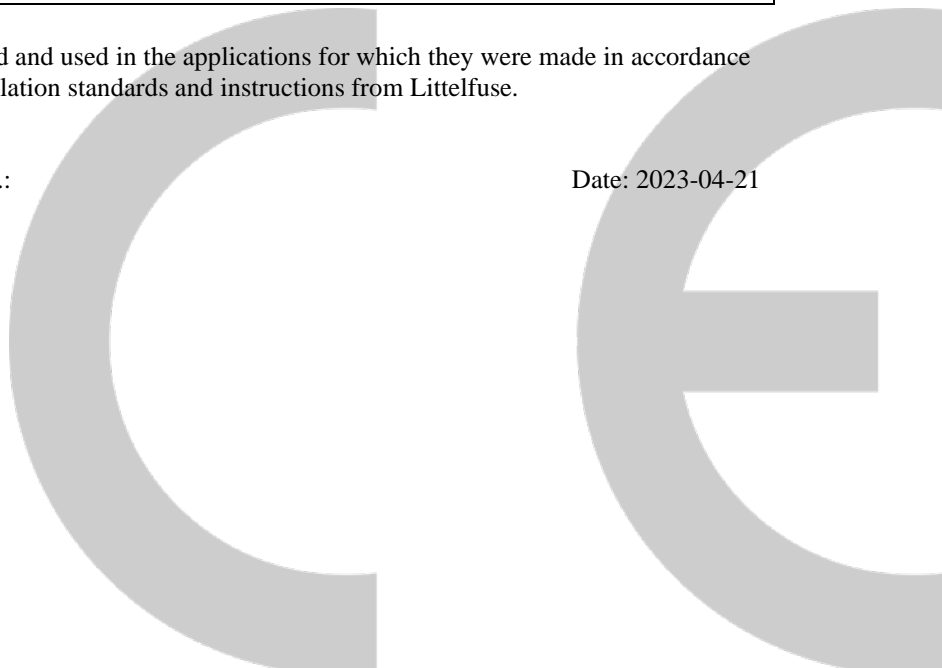 d and used in the applications for which they were made in accordance
lation standards and instructions from Littelfuse.
.: Date: 2023-04-21
CE